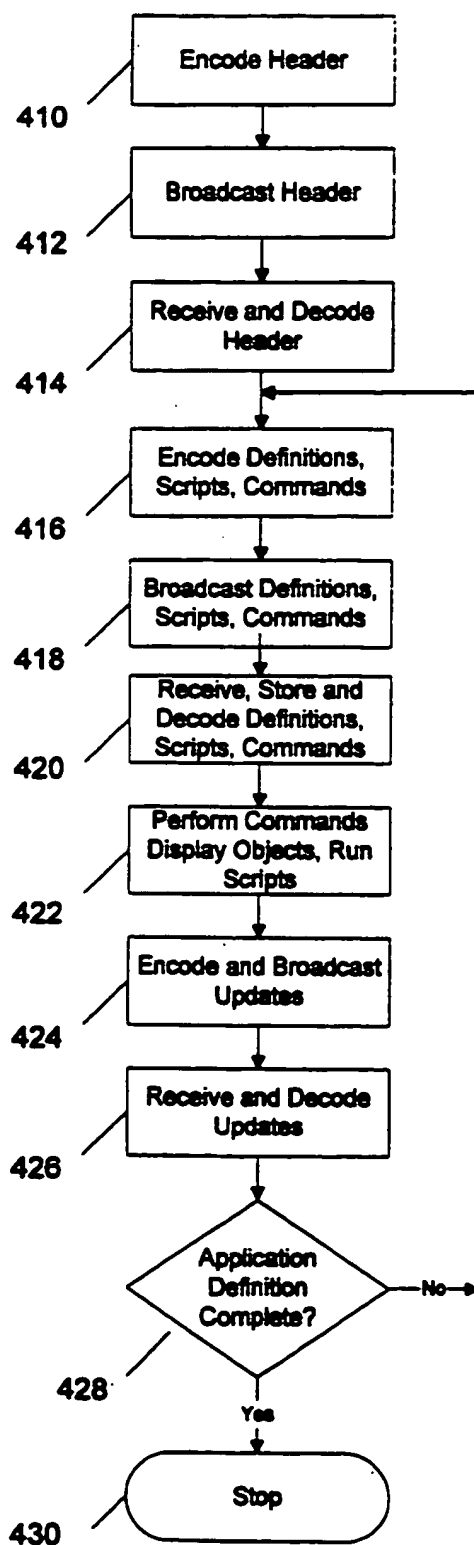 Encode Header
410
Broadcast Header
412
Receive and Decode
Header
414
Encode Definitions,
Scripts, Commands
416
Broadcast Definitions,
Scripts, Commands
418
Receive, Store and
Decode Definitions,
Scripts, Commands
420
Perform Commands
Display Objects, Run
Scripts
422
Encode and Broadcast
Updates
424
Receive and Decode
Updates
426
Application
Definition
Complete?
No
428
Yes
Stop
430